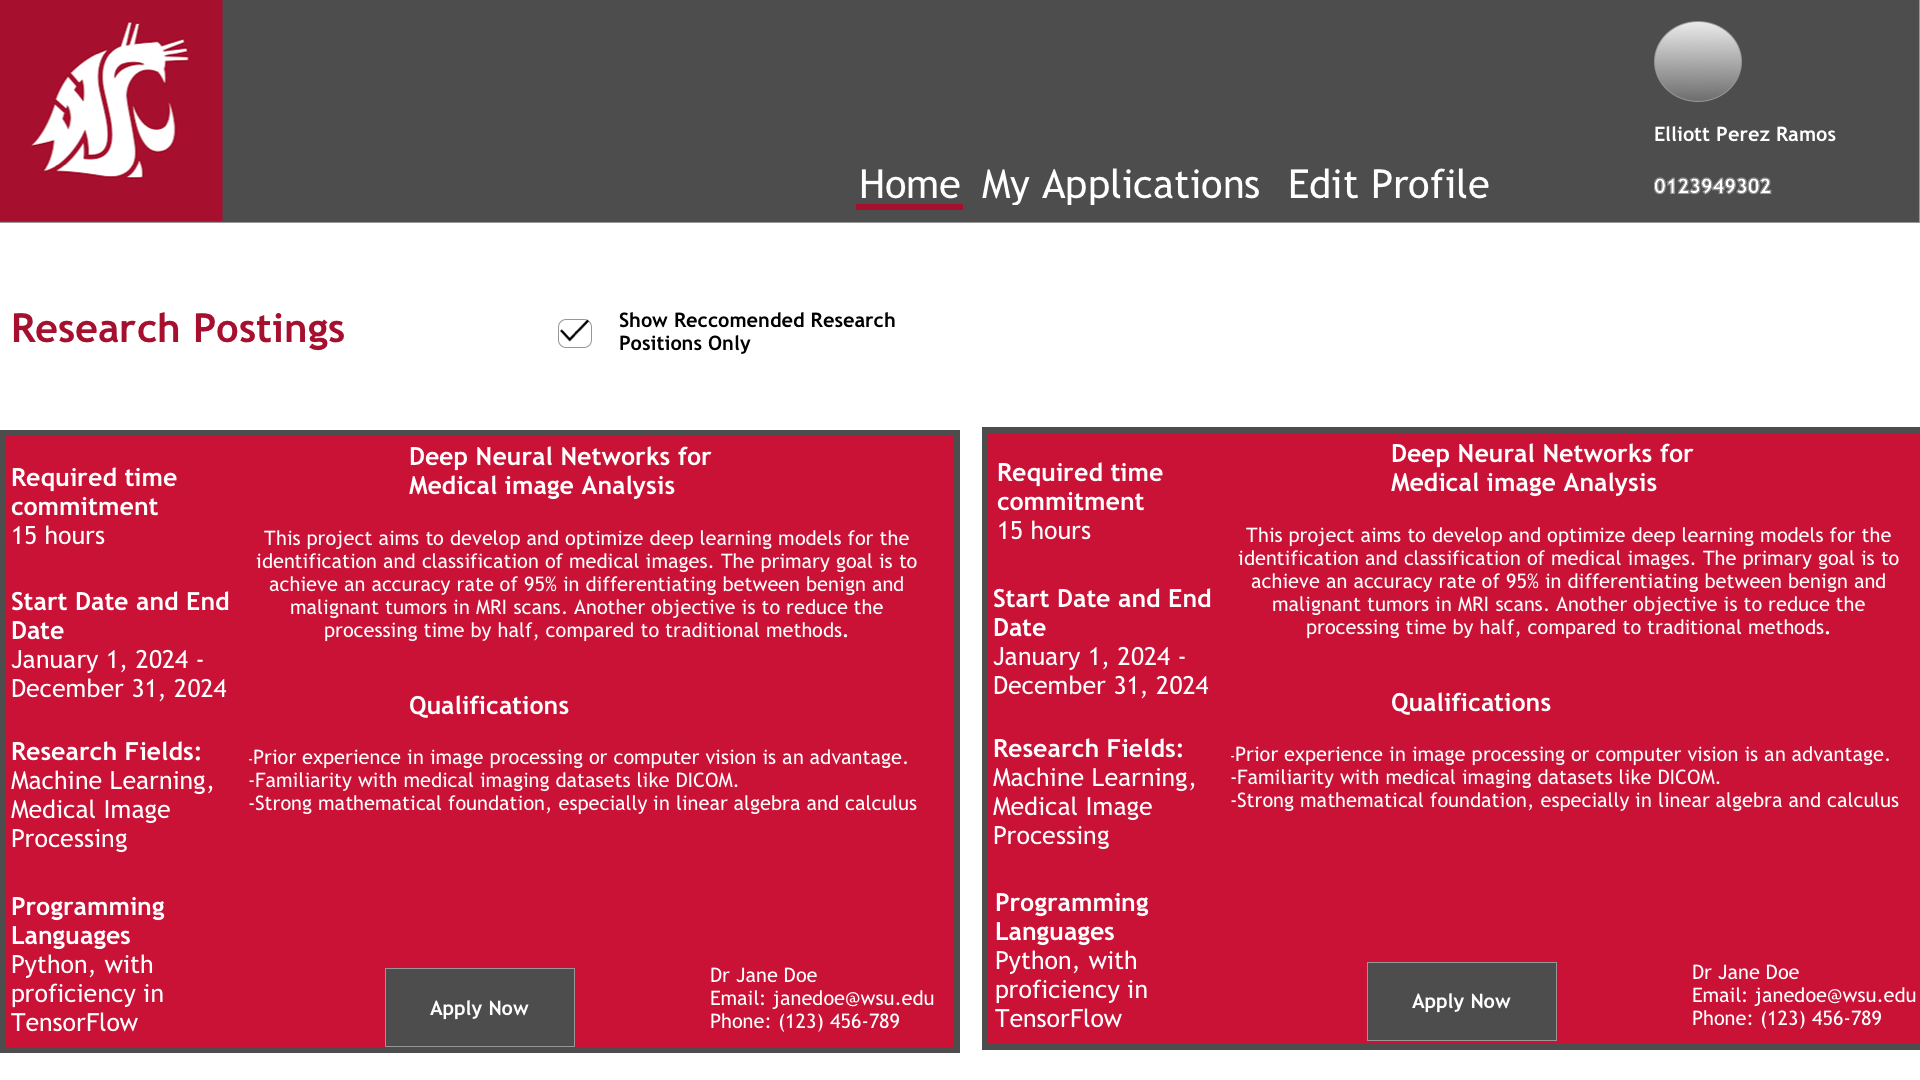 Home My Applications Edit Profile
Elliott Perez Ramos
0123949302
Research Postings
Show Reccomended Research
Positions Only
Required time
commitment
15 hours
Start Date and End
Date
January 1, 2024 -
December 31, 2024
Research Fields:
Machine Learning,
Medical Image
Processing
Programming
Languages
Python, with
proficiency in
TensorFlow
Deep Neural Networks for
Medical image Analysis
This project aims to develop and optimize deep learning models for the
identification and classification of medical images. The primary goal is to
achieve an accuracy rate of 95% in differentiating between benign and
malignant tumors in MRI scans. Another objective is to reduce the
processing time by half, compared to traditional methods.
Qualifications
-Prior experience in image processing or computer vision is an advantage.
-Familiarity with medical imaging datasets like DICOM.
-Strong mathematical foundation, especially in linear algebra and calculus
Apply Now
Dr Jane Doe
Email: janedoe@wsu.edu
Phone: (123) 456-789
Required time
commitment
15 hours
Start Date and End
Date
January 1, 2024 -
December 31, 2024
Research Fields:
Machine Learning,
Medical Image
Processing
Programming
Languages
Python, with
proficiency in
TensorFlow
Deep Neural Networks for
Medical image Analysis
This project aims to develop and optimize deep learning models for the
identification and classification of medical images. The primary goal is to
achieve an accuracy rate of 95% in differentiating between benign and
malignant tumors in MRI scans. Another objective is to reduce the
processing time by half, compared to traditional methods.
Qualifications
-Prior experience in image processing or computer vision is an advantage.
-Familiarity with medical imaging datasets like DICOM.
-Strong mathematical foundation, especially in linear algebra and calculus
Apply Now
Dr Jane Doe
Email: janedoe@wsu.edu
Phone: (123) 456-789